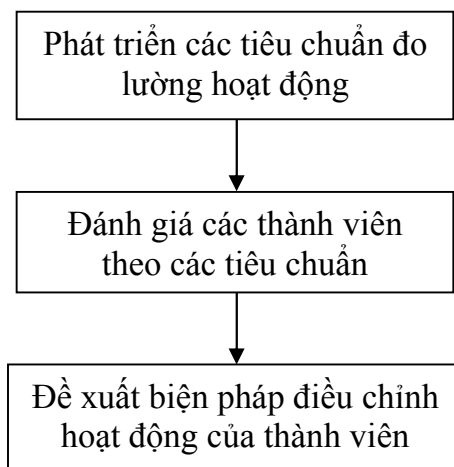 Phát triển các tiêu chuẩn đo
lường hoạt động
Đánh giá các thành viên
theo các tiêu chuẩn
Đề xuất biện pháp điều chỉnh
hoạt động của thành viên